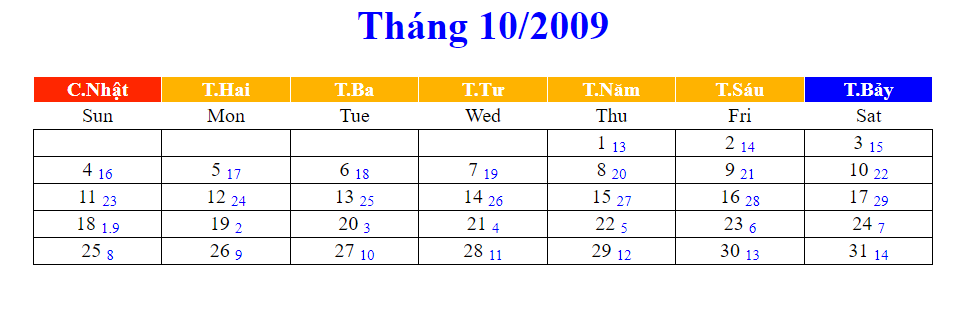 Tháng 10/2009
C.Nhật T.Hai T.Ba T.Tư T.Năm T.Sáu T.Bảy
Sun Mon Tue Wed Thu Fri Sat
1 13 2 14 3 15
4 16 5 17 6 18 7 19 8 20 9 21 10 22
11 23 12 24 13 25 14 26 15 27 16 28 17 29
18 1.9 19 2 20 3 21 4 22 5 23 6 24 7
25 8 26 9 27 10 28 11 29 12 30 13 31 14